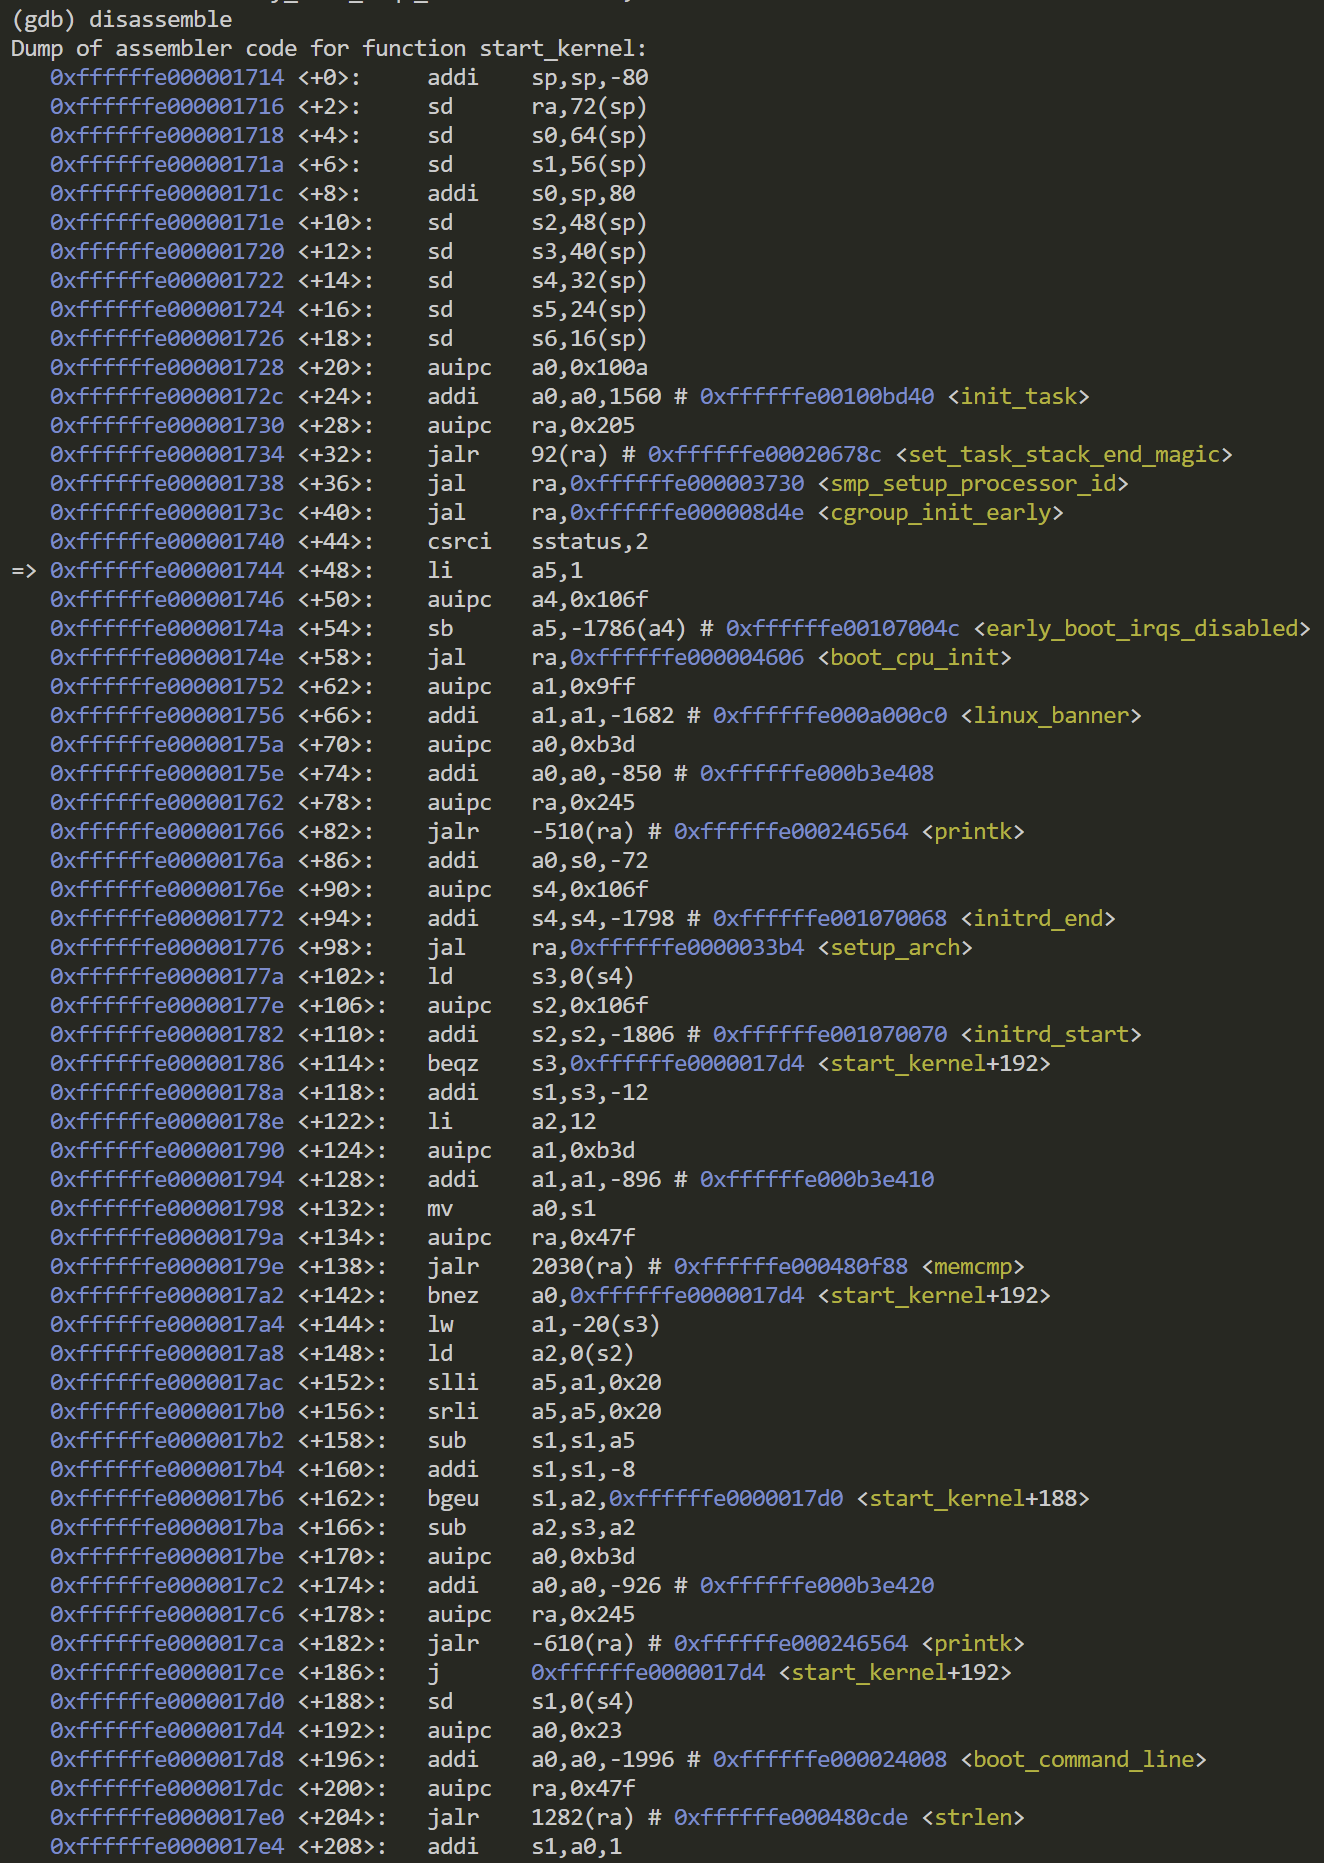 (gdb) disassemble
Dump of assembler code for function start_kernel:
   0xffffffe000001714 <+0>:     addi    sp,sp,-80
   0xffffffe000001716 <+2>:     sd      ra,72(sp)
   0xffffffe000001718 <+4>:     sd      s0,64(sp)
   0xffffffe00000171a <+6>:     sd      s1,56(sp)
   0xffffffe00000171c <+8>:     addi    s0,sp,80
   0xffffffe00000171e <+10>:    sd      s2,48(sp)
   0xffffffe000001720 <+12>:    sd      s3,40(sp)
   0xffffffe000001722 <+14>:    sd      s4,32(sp)
   0xffffffe000001724 <+16>:    sd      s5,24(sp)
   0xffffffe000001726 <+18>:    sd      s6,16(sp)
   0xffffffe000001728 <+20>:    auipc   a0,0x100a
   0xffffffe00000172c <+24>:    addi    a0,a0,1560 # 0xffffffe00100bd40 <init_task>
   0xffffffe000001730 <+28>:    auipc   ra,0x205
   0xffffffe000001734 <+32>:    jalr    92(ra) # 0xffffffe00020678c <set_task_stack_end_magic>
   0xffffffe000001738 <+36>:    jal     ra,0xffffffe000003730 <smp_setup_processor_id>
   0xffffffe00000173c <+40>:    jal     ra,0xffffffe000008d4e <cgroup_init_early>
   0xffffffe000001740 <+44>:    csrci   sstatus,2
=> 0xffffffe000001744 <+48>:    li      a5,1
   0xffffffe000001746 <+50>:    auipc   a4,0x106f
   0xffffffe00000174a <+54>:    sb      a5,-1786(a4) # 0xffffffe00107004c <early_boot_irqs_disabled>
   0xffffffe00000174e <+58>:    jal     ra,0xffffffe000004606 <boot_cpu_init>
   0xffffffe000001752 <+62>:    auipc   a1,0x9ff
   0xffffffe000001756 <+66>:    addi    a1,a1,-1682 # 0xffffffe000a000c0 <linux_banner>
   0xffffffe00000175a <+70>:    auipc   a0,0xb3d
   0xffffffe00000175e <+74>:    addi    a0,a0,-850 # 0xffffffe000b3e408
   0xffffffe000001762 <+78>:    auipc   ra,0x245
   0xffffffe000001766 <+82>:    jalr    -510(ra) # 0xffffffe000246564 <printk>
   0xffffffe00000176a <+86>:    addi    a0,s0,-72
   0xffffffe00000176e <+90>:    auipc   s4,0x106f
   0xffffffe000001772 <+94>:    addi    s4,s4,-1798 # 0xffffffe001070068 <initrd_end>
   0xffffffe000001776 <+98>:    jal     ra,0xffffffe0000033b4 <setup_arch>
   0xffffffe00000177a <+102>:   ld      s3,0(s4)
   0xffffffe00000177e <+106>:   auipc   s2,0x106f
   0xffffffe000001782 <+110>:   addi    s2,s2,-1806 # 0xffffffe001070070 <initrd_start>
   0xffffffe000001786 <+114>:   beqz    s3,0xffffffe0000017d4 <start_kernel+192>
   0xffffffe00000178a <+118>:   addi    s1,s3,-12
   0xffffffe00000178e <+122>:   li      a2,12
   0xffffffe000001790 <+124>:   auipc   a1,0xb3d
   0xffffffe000001794 <+128>:   addi    a1,a1,-896 # 0xffffffe000b3e410
   0xffffffe000001798 <+132>:   mv      a0,s1
   0xffffffe00000179a <+134>:   auipc   ra,0x47f
   0xffffffe00000179e <+138>:   jalr    2030(ra) # 0xffffffe000480f88 <memcmp>
   0xffffffe0000017a2 <+142>:   bnez    a0,0xffffffe0000017d4 <start_kernel+192>
   0xffffffe0000017a4 <+144>:   lw      a1,-20(s3)
   0xffffffe0000017a8 <+148>:   ld      a2,0(s2)
   0xffffffe0000017ac <+152>:   slli    a5,a1,0x20
   0xffffffe0000017b0 <+156>:   srli    a5,a5,0x20
   0xffffffe0000017b2 <+158>:   sub     s1,s1,a5
   0xffffffe0000017b4 <+160>:   addi    s1,s1,-8
   0xffffffe0000017b6 <+162>:   bgeu    s1,a2,0xffffffe0000017d0 <start_kernel+188>
   0xffffffe0000017ba <+166>:   sub     a2,s3,a2
   0xffffffe0000017be <+170>:   auipc   a0,0xb3d
   0xffffffe0000017c2 <+174>:   addi    a0,a0,-926 # 0xffffffe000b3e420
   0xffffffe0000017c6 <+178>:   auipc   ra,0x245
   0xffffffe0000017ca <+182>:   jalr    -610(ra) # 0xffffffe000246564 <printk>
   0xffffffe0000017ce <+186>:   j       0xffffffe0000017d4 <start_kernel+192>
   0xffffffe0000017d0 <+188>:   sd      s1,0(s4)
   0xffffffe0000017d4 <+192>:   auipc   a0,0x23
   0xffffffe0000017d8 <+196>:   addi    a0,a0,-1996 # 0xffffffe000024008 <boot_command_line>
   0xffffffe0000017dc <+200>:   auipc   ra,0x47f
   0xffffffe0000017e0 <+204>:   jalr    1282(ra) # 0xffffffe000480cde <strlen>
   0xffffffe0000017e4 <+208>:   addi    s1,a0,1